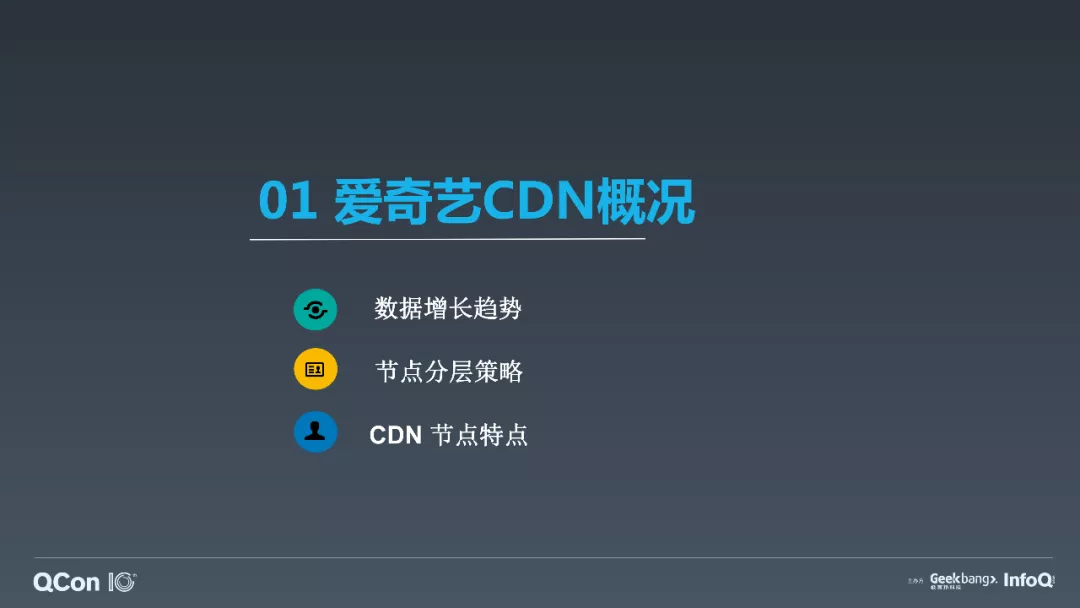 01 爱奇艺CDN概况
数据增长趋势
节点分层策略
CDN 节点特点
QCon 10th
主办方 Geekbang>. InfoQ
极客邦科技